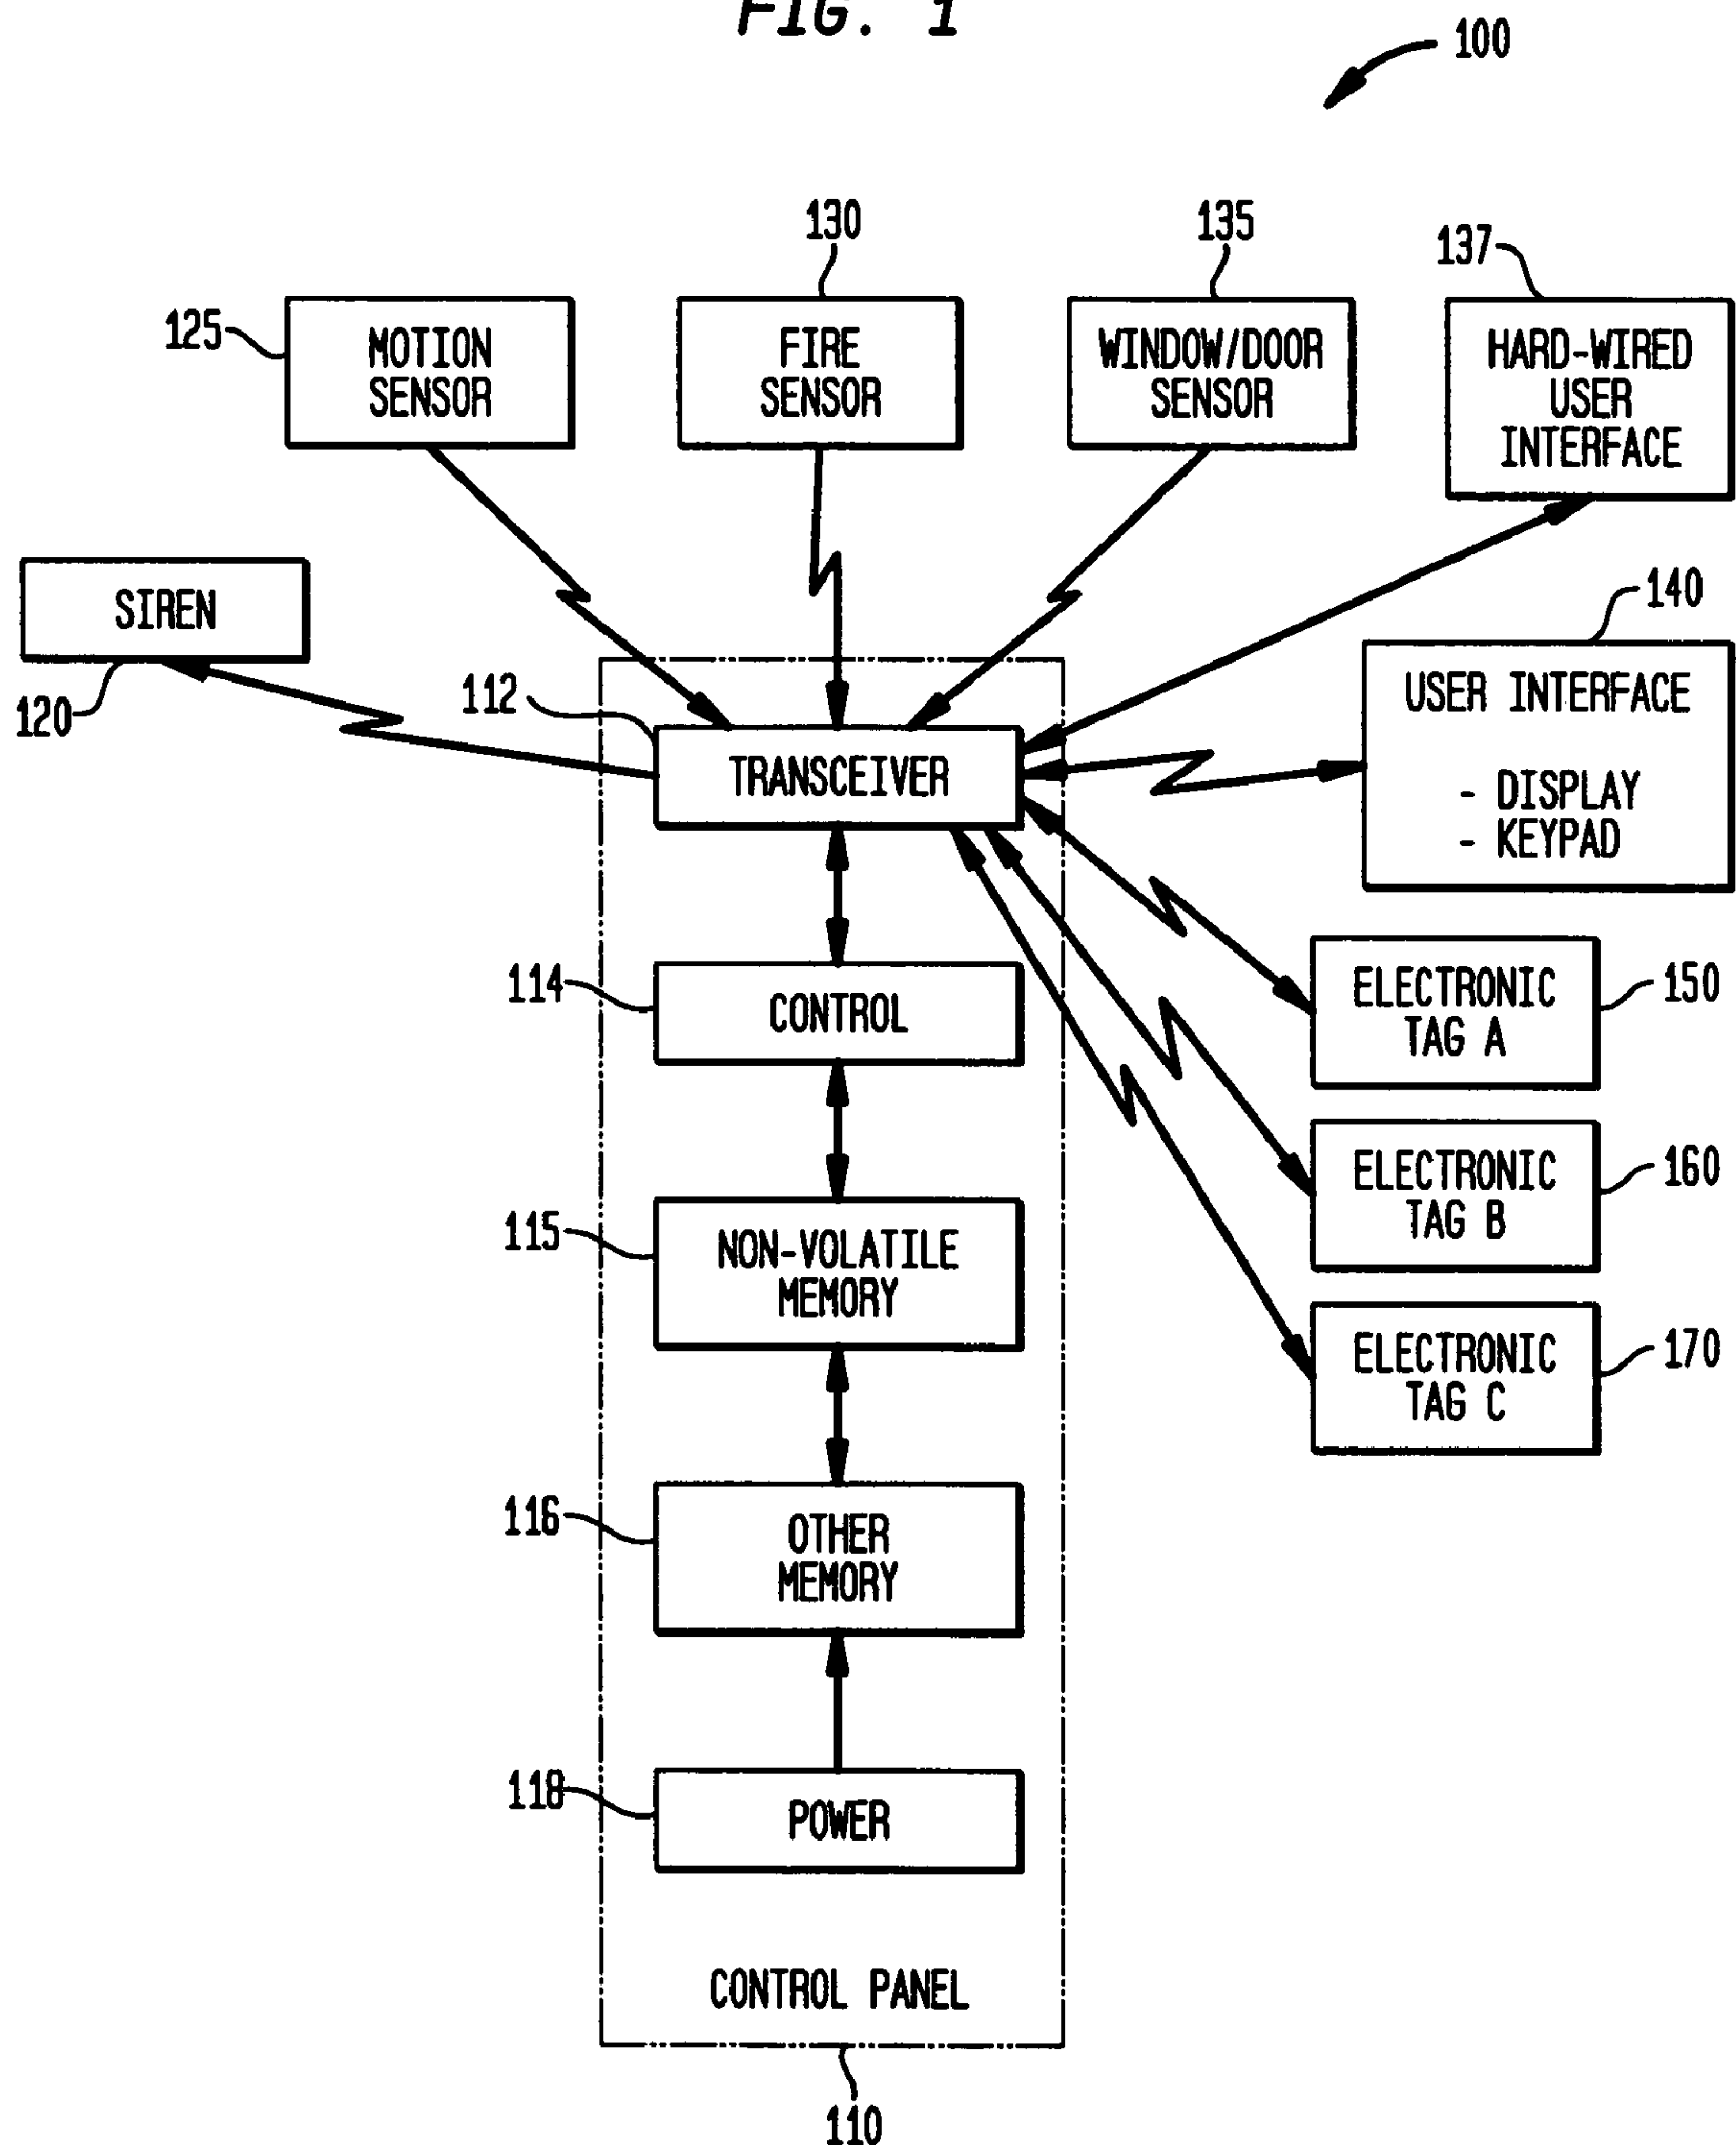 FIG. 1
100
130
135
137
125
MOTION
SENSOR
FIRE
SENSOR
WINDOW/DOOR
SENSOR
HARD-WIRED
USER
INTERFACE
SIREN
120
140
USER INTERFACE
- DISPLAY
- KEYPAD
112
TRANSCEIVER
114
CONTROL
150
ELECTRONIC
TAG A
160
ELECTRONIC
TAG B
115
NON-VOLATILE
MEMORY
170
ELECTRONIC
TAG C
116
OTHER
MEMORY
118
POWER
CONTROL PANEL
110